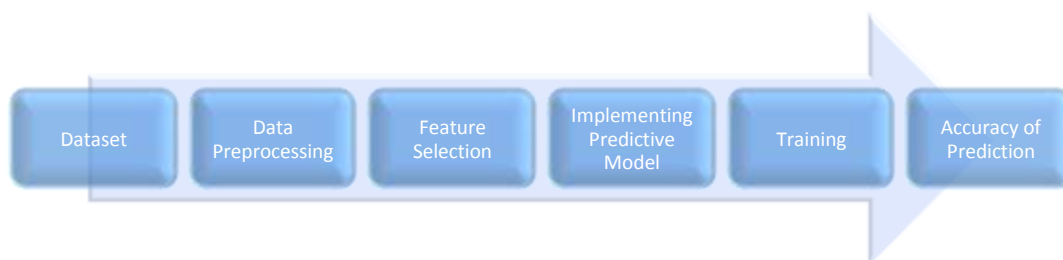 Dataset
Data
Preprocessing
Feature
Selection
Implementing
Predictive
Model
Training
Accuracy of
Prediction